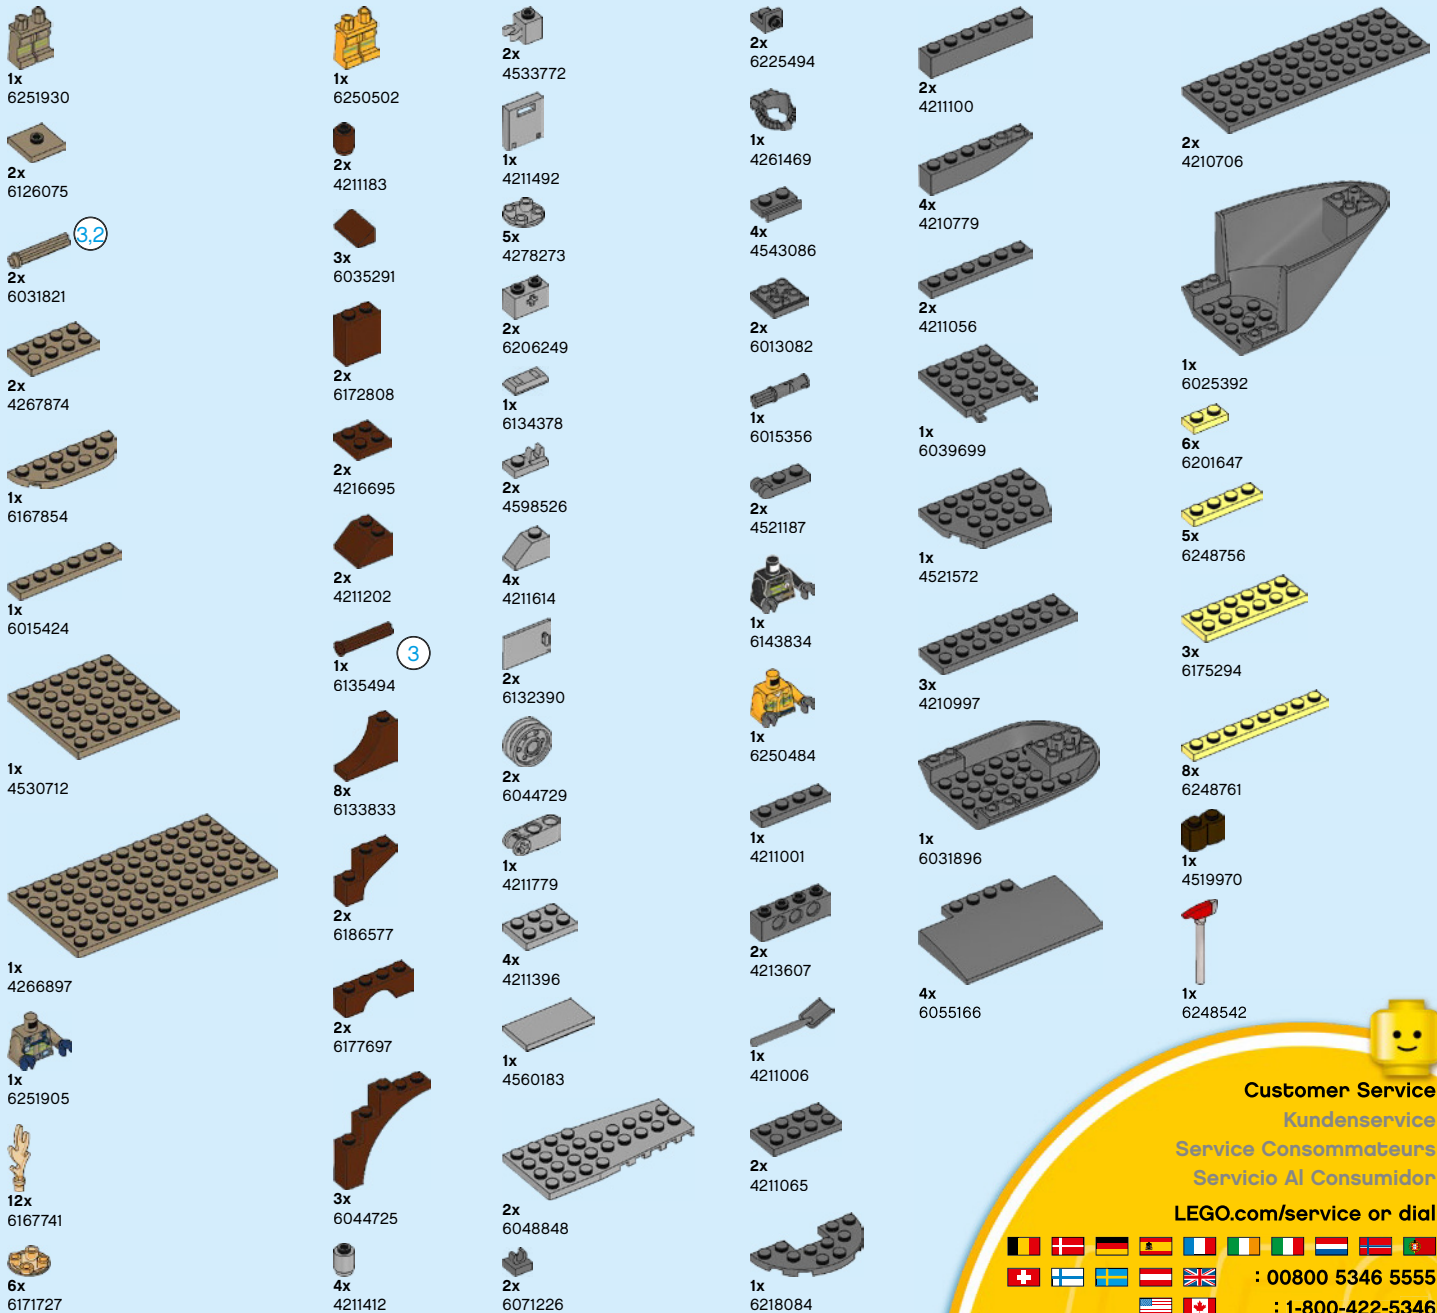 1x
6251930
2x
6126075
3,2
2x
6031821
2x
4267874
1x
6167854
1x
6015424
1x
4530712
1x
4266897
1x
6251905
12x
6167741
6x
6171727
1x
6250502
2x
4211183
3x
6035291
2x
6172808
2x
4216695
2x
4211202
3
1x
6135494
8x
6133833
2x
6186577
2x
6177697
3x
6044725
4x
4211412
2x
4533772
1x
4211492
5x
4278273
2x
6206249
1x
6134378
2x
4598526
4x
4211614
2x
6132390
2x
6044729
1x
4211779
4x
4211396
1x
4560183
2x
6048848
2x
6071226
2x
6225494
1x
4261469
4x
4543086
2x
6013082
1x
6015356
2x
4521187
1x
6143834
1x
6250484
1x
4211001
2x
4213607
1x
4211006
2x
4211065
1x
6218084
2x
4211100
4x
4210779
2x
4211056
1x
6039699
1x
4521572
3x
4210997
1x
6031896
4x
6055166
2x
4210706
1x
6025392
6x
6201647
5x
6248756
3x
6175294
8x
6248761
1x
4519970
1x
6248542
Customer Service
Kundenservice
Service Consommateurs
Servicio Al Consumidor
LEGO.com/service or dial
: 00800 5346 5555
: 1-800-422-5346